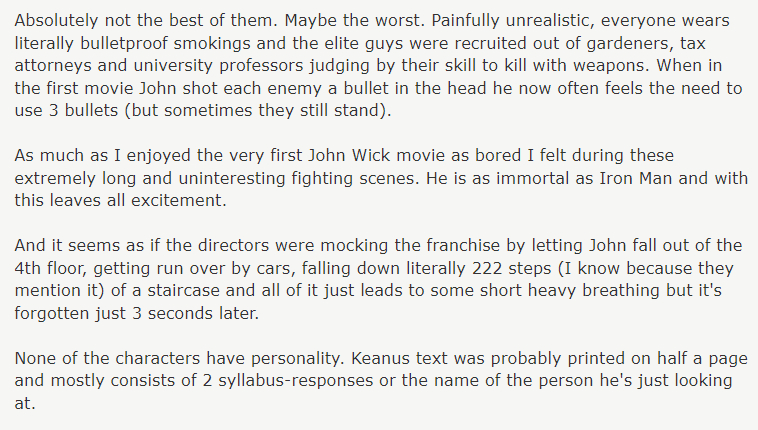 Absolutely not the best of them. Maybe the worst. Painfully unrealistic, everyone wears
literally bulletproof smokings and the elite guys were recruited out of gardeners, tax
attorneys and university professors judging by their skill to kill with weapons. When in
the first movie John shot each enemy a bullet in the head he now often feels the need to
use 3 bullets (but sometimes they still stand).
As much as I enjoyed the very first John Wick movie as bored I felt during these
extremely long and uninteresting fighting scenes. He is as immortal as Iron Man and with
this leaves all excitement.
And it seems as if the directors were mocking the franchise by letting John fall out of the
4th floor, getting run over by cars, falling down literally 222 steps (I know because they
mention it) of a staircase and all of it just leads to some short heavy breathing but it's
forgotten just 3 seconds later.
None of the characters have personality. Keanus text was probably printed on half a page
and mostly consists of 2 syllabus-responses or the name of the person he's just looking
at.